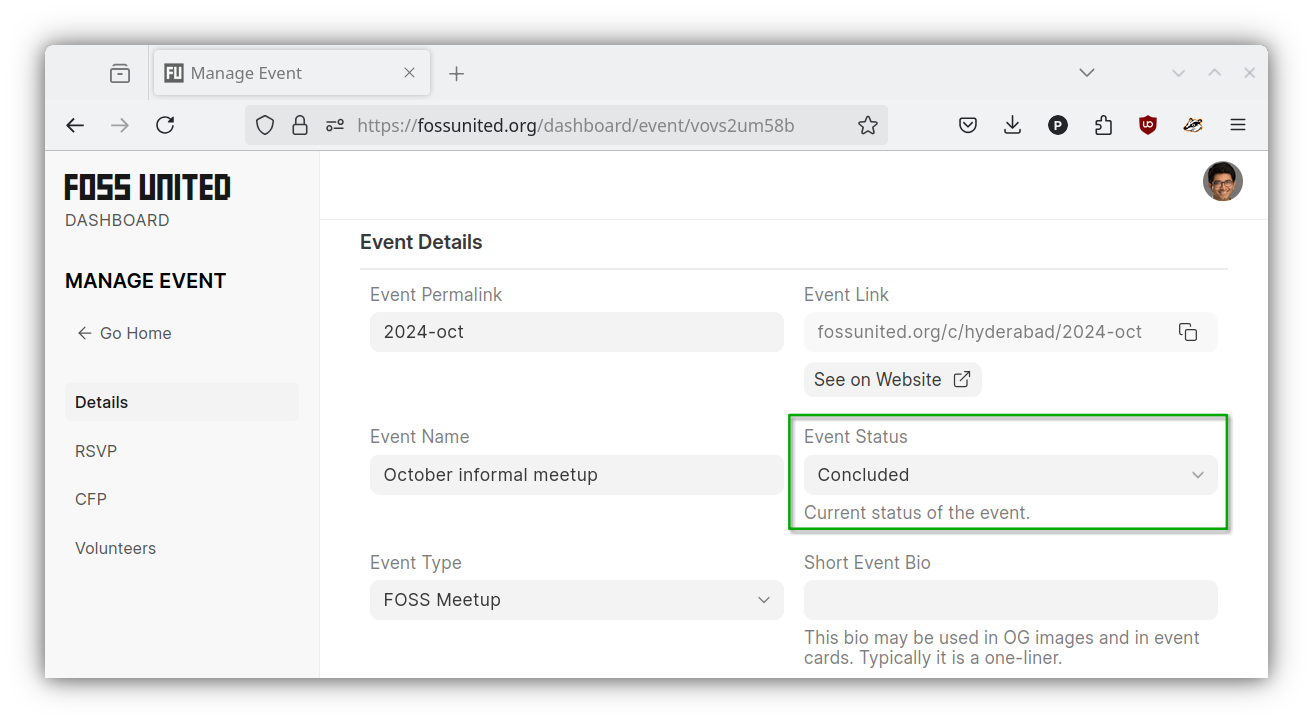 FU Manage Event
https://fossunited.org/dashboard/event/vovs2um58b
P
uo
FOSS UNITED
DASHBOARD
MANAGE EVENT
Go Home
Details
RSVP
CFP
Volunteers
Event Details
Event Permalink
2024-oct
Event Link
fossunited.org/c/hyderabad/2024-oct
See on Website
Event Name
October informal meetup
Event Status
Concluded
Current status of the event.
Event Type
FOSS Meetup
Short Event Bio
This bio may be used in OG images and in event
cards. Typically it is a one-liner.